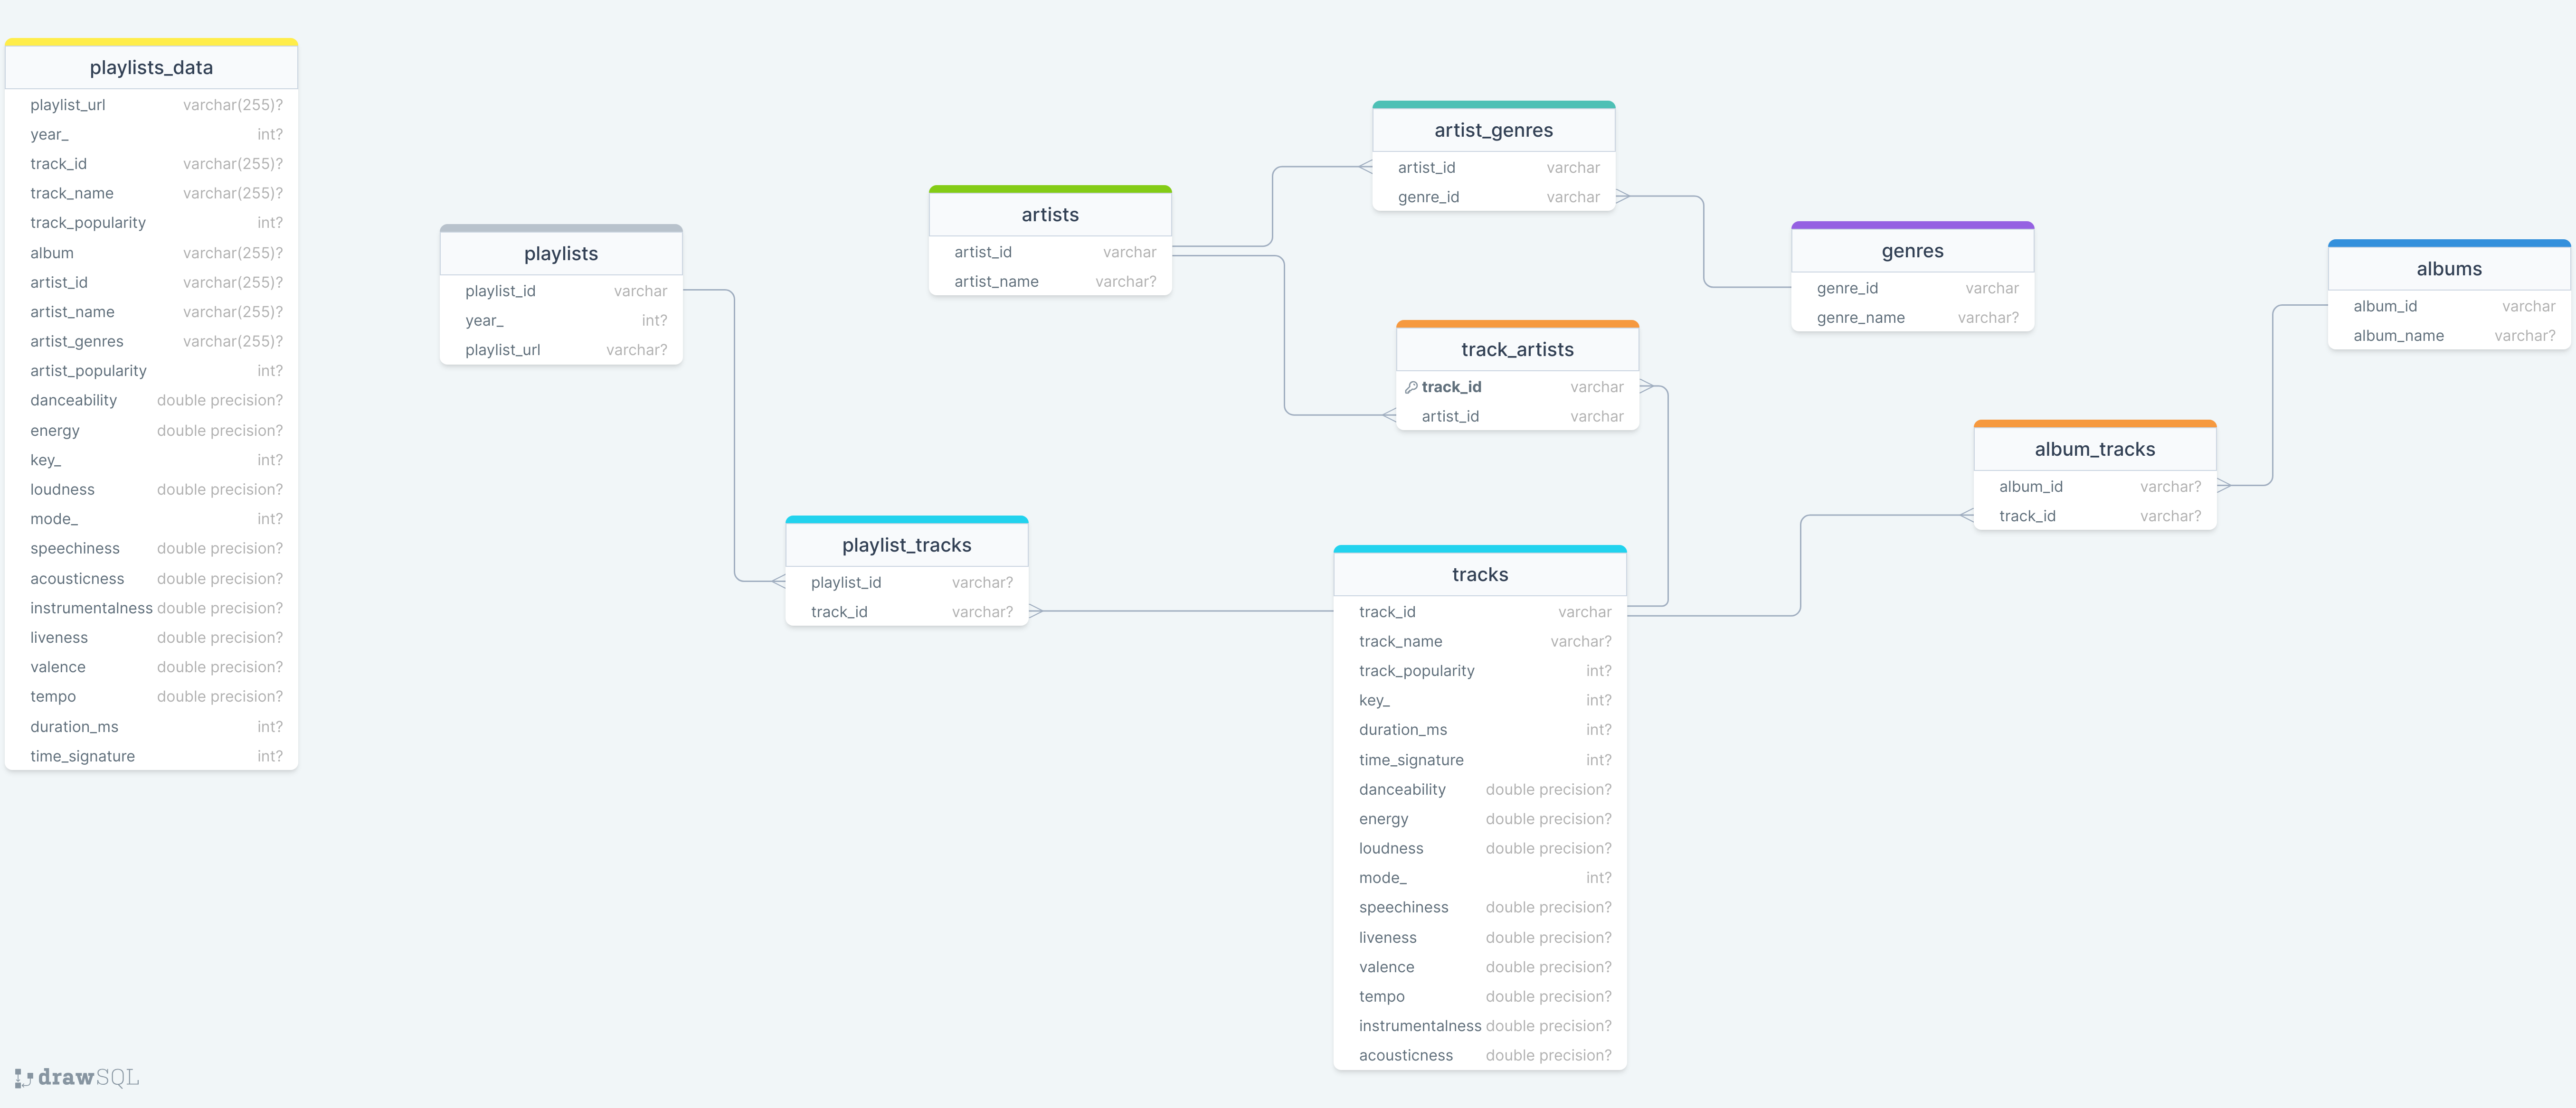 playlists_data
playlist_url varchar(255)?
year_ int?
track_id varchar(255)?
track_name varchar(255)?
track_popularity int?
album varchar(255)?
artist_id varchar(255)?
artist_name varchar(255)?
artist_genres varchar(255)?
artist_popularity int?
danceability double precision?
energy double precision?
key_ int?
loudness double precision?
mode_ int?
speechiness double precision?
acousticness double precision?
instrumentalness double precision?
liveness double precision?
valence double precision?
tempo double precision?
duration_ms int?
time_signature int?
playlists
playlist_id varchar
year_ int?
playlist_url varchar?
artists
artist_id varchar
artist_name varchar?
artist_genres
artist_id varchar
genre_id varchar
genres
genre_id varchar
genre_name varchar?
albums
album_id varchar
album_name varchar?
track_artists
track_id varchar
artist_id varchar
album_tracks
album_id varchar?
track_id varchar?
playlist_tracks
playlist_id varchar?
track_id varchar?
tracks
track_id varchar
track_name varchar?
track_popularity int?
key_ int?
duration_ms int?
time_signature int?
danceability double precision?
energy double precision?
loudness double precision?
mode_ int?
speechiness double precision?
liveness double precision?
valence double precision?
tempo double precision?
instrumentalness double precision?
acousticness double precision?
drawSQL